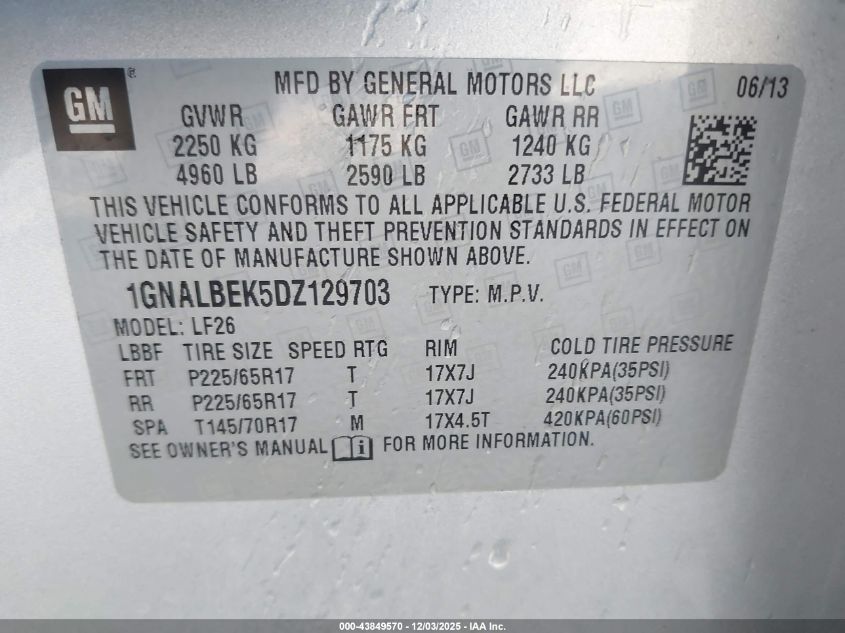 GM ® MFD BY GENERAL MOTORS LLC 06/13
GVWR GAWR FRT GAWR RR
2250 KG 1175 KG 1240 KG
4960 LB 2590 LB 2733 LB
THIS VEHICLE CONFORMS TO ALL APPLICABLE U.S. FEDERAL MOTOR
VEHICLE SAFETY AND THEFT PREVENTION STANDARDS IN EFFECT ON
THE DATE OF MANUFACTURE SHOWN ABOVE.
1GNALBEK5DZ129703 TYPE: M.P.V.
MODEL: LF26
LBBF TIRE SIZE SPEED RTG RIM COLD TIRE PRESSURE
FRT P225/65R17 T 17X7J 240KPA(35PSI)
RR P225/65R17 T 17X7J 240KPA(35PSI)
SPA T145/70R17 M 17X4.5T 420KPA(60PSI)
SEE OWNER'S MANUAL FOR MORE INFORMATION.
000-43849570 - 12/03/2025 - IAA Inc.